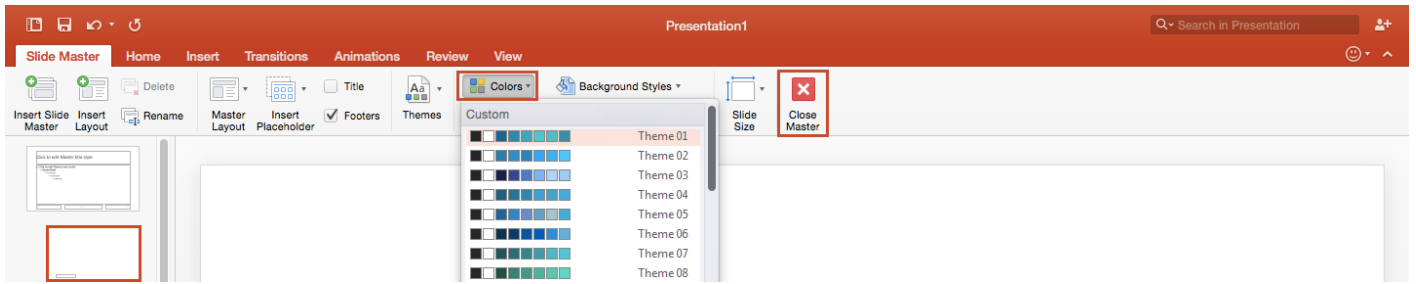 Presentation1
Search in Presentation
Slide Master Home Insert Transitions Animations Review View
Delete
Title
Colors
Background Styles
Insert Slide Master
Insert Layout
Rename
Master Layout
Insert Placeholder
Footers
Aa
Themes
Slide Size
Close Master
Custom
Theme 01
Theme 02
Theme 03
Theme 04
Theme 05
Theme 06
Theme 07
Theme 08
Click to edit Master title style